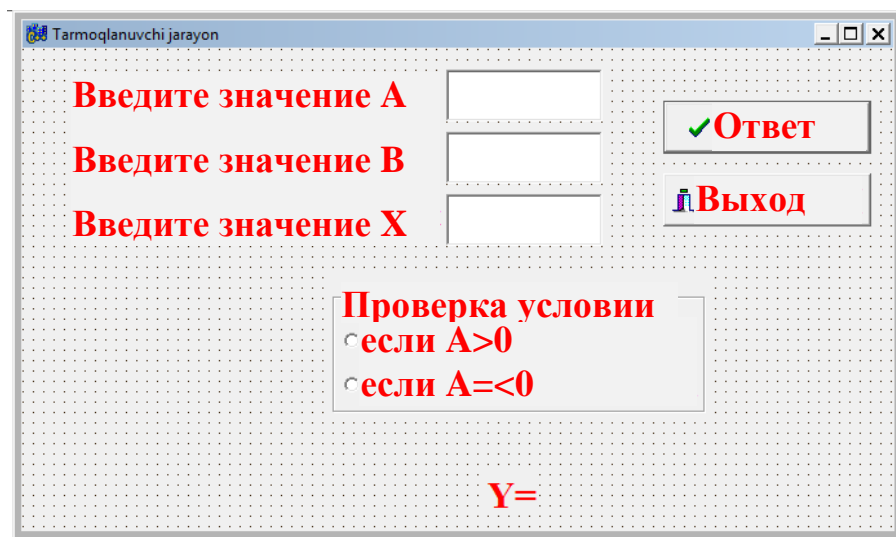 Tarmoqlanuvchi jarayon
Введите значение A
Введите значение B
Введите значение X
Ответ
Выход
Проверка условии
если A>0
если A=<0
Y=